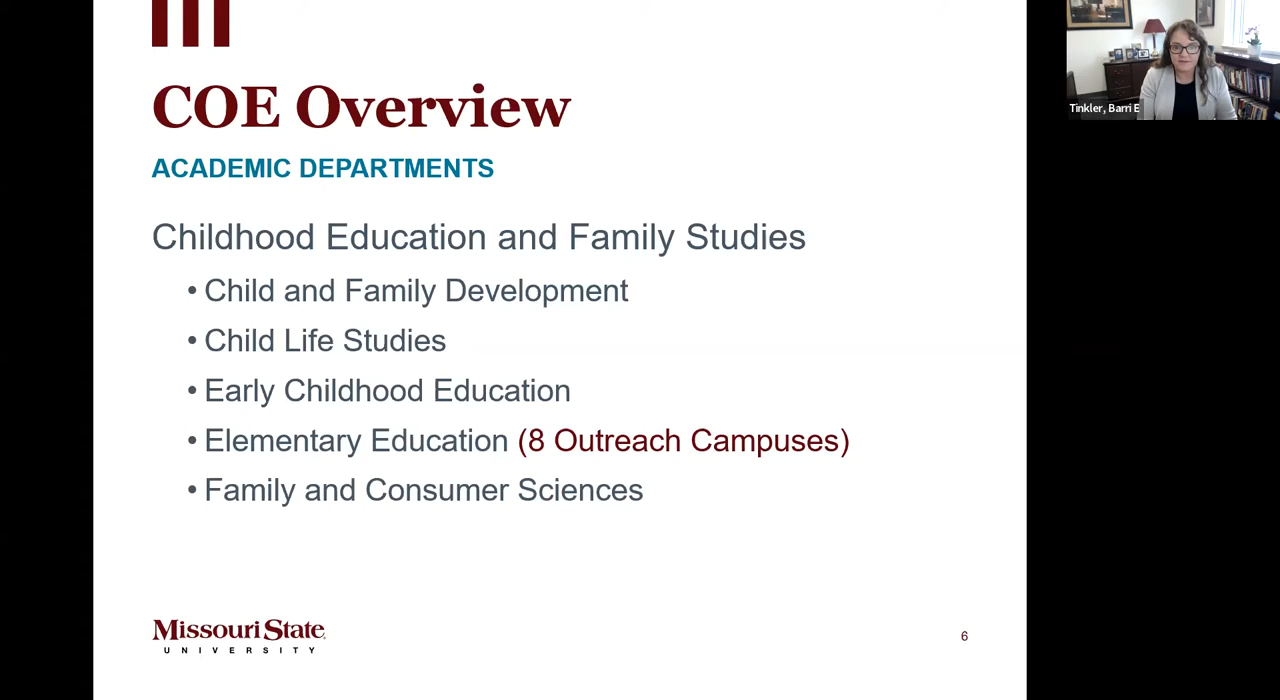 COE Overview
ACADEMIC DEPARTMENTS
Childhood Education and Family Studies
• Child and Family Development
• Child Life Studies
• Early Childhood Education
• Elementary Education (8 Outreach Campuses)
• Family and Consumer Sciences
Missouri State
UNIVERSITY
6
Tinkler, Barri E